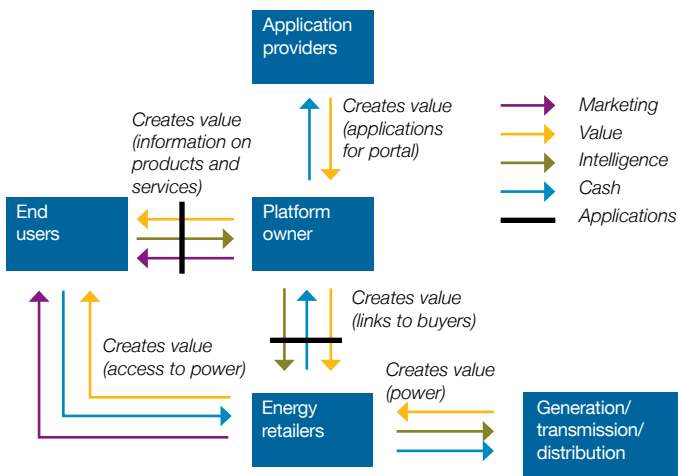 Application
providers
Creates value
(information on
products and
services)
Creates value
(applications
for portal)
Marketing
Value
Intelligence
Cash
Applications
End
users
Platform
owner
Creates value
(links to buyers)
Creates value
(access to power)
Creates value
(power)
Energy
retailers
Generation/
transmission/
distribution